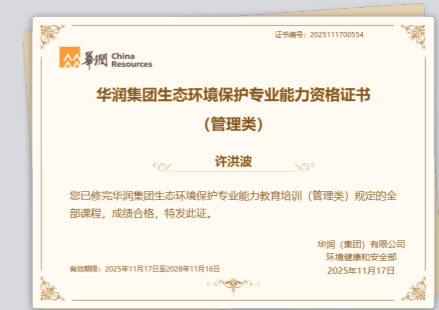 证书编号：2025111700554
華潤 China
Resources
华润集团生态环境保护专业能力资格证书
（管理类）
许洪波
您已修完华润集团生态环境保护专业能力教育培训（管理类）规定的全
部课程，成绩合格，特发此证。
华润（集团）有限公司
环境健康和安全部
有效期限：2025年11月17日至2028年11月16日
2025年11月17日